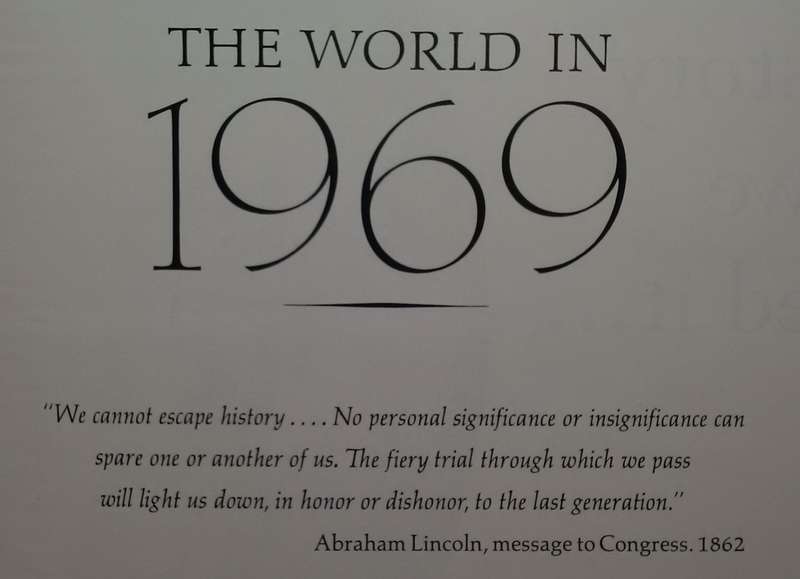 THE WORLD IN
1969
"We cannot escape history . . . . No personal significance or insignificance can
spare one or another of us. The fiery trial through which we pass
will light us down, in honor or dishonor, to the last generation."
Abraham Lincoln, message to Congress. 1862